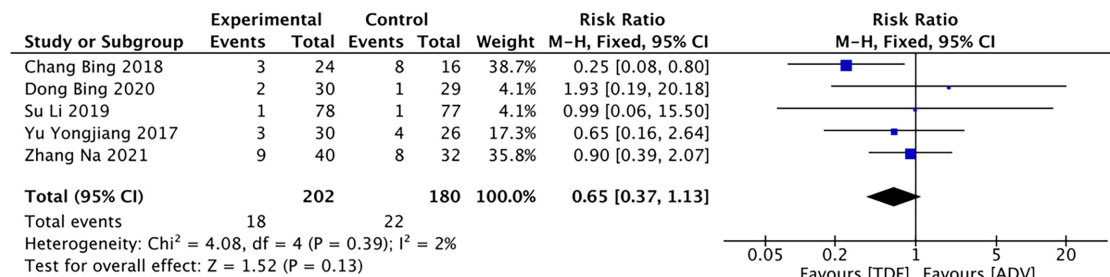 Experimental Control Risk Ratio Risk Ratio
Study or Subgroup Events Total Events Total Weight M-H, Fixed, 95% CI M-H, Fixed, 95% CI
Chang Bing 2018 3 24 8 16 38.7% 0.25 [0.08, 0.80]
Dong Bing 2020 2 30 1 29 4.1% 1.93 [0.19, 20.18]
Su Li 2019 1 78 1 77 4.1% 0.99 [0.06, 15.50]
Yu Yongjiang 2017 3 30 4 26 17.3% 0.65 [0.16, 2.64]
Zhang Na 2021 9 40 8 32 35.8% 0.90 [0.39, 2.07]
Total (95% CI) 202 180 100.0% 0.65 [0.37, 1.13]
Total events 18 22
Heterogeneity: Chi² = 4.08, df = 4 (P = 0.39); I² = 2%
Test for overall effect: Z = 1.52 (P = 0.13)
0.05 0.2 1 5 20
Favours [TDF] Favours [ADV]